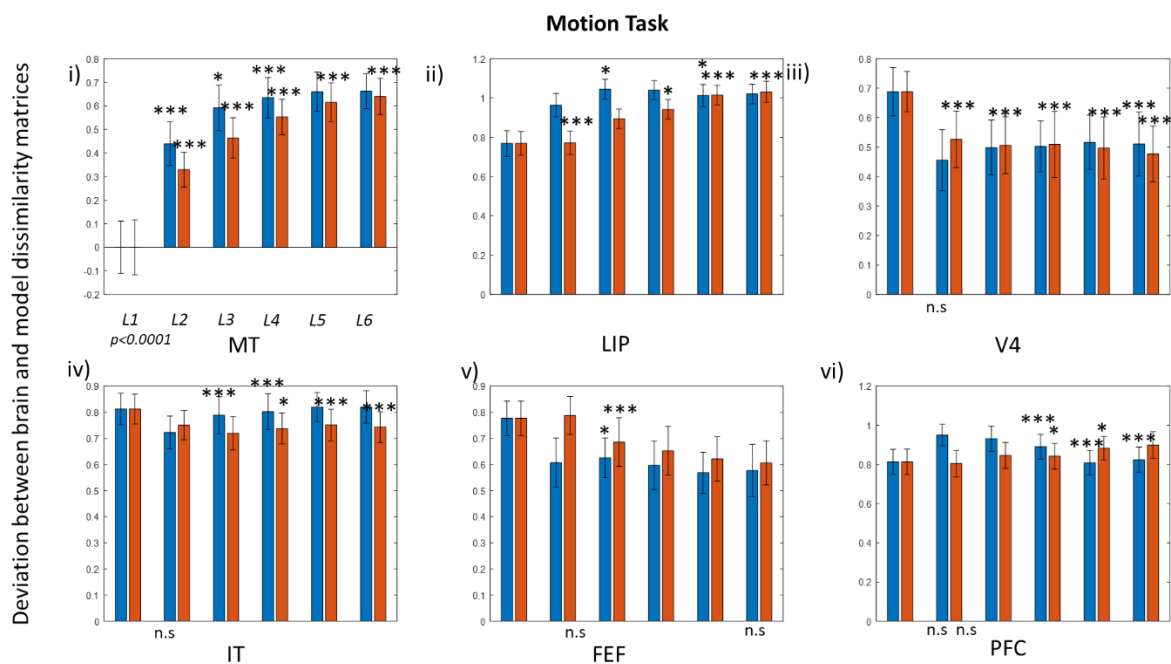 Motion Task
Deviation between brain and model dissimilarity matrices
i)
0.8
0.7
0.6
0.5
0.4
0.3
0.2
0.1
0
-0.1
-0.2
*** *** * *** *** *** *** ***
L1 L2 L3 L4 L5 L6
p<0.0001
MT
ii)
1.2
1
0.8
0.6
0.4
0.2
0
*** * * * *** ***
LIP
iii)
0.8
0.7
0.6
0.5
0.4
0.3
0.2
0.1
0
*** *** *** *** *** ***
n.s
V4
iv)
0.9
0.8
0.7
0.6
0.5
0.4
0.3
0.2
0.1
0
*** *** * *** ***
n.s
IT
v)
0.9
0.8
0.7
0.6
0.5
0.4
0.3
0.2
0.1
0
* ***
n.s n.s
FEF
vi)
1.2
1
0.8
0.6
0.4
0.2
0
*** * *** * ***
n.s n.s
PFC